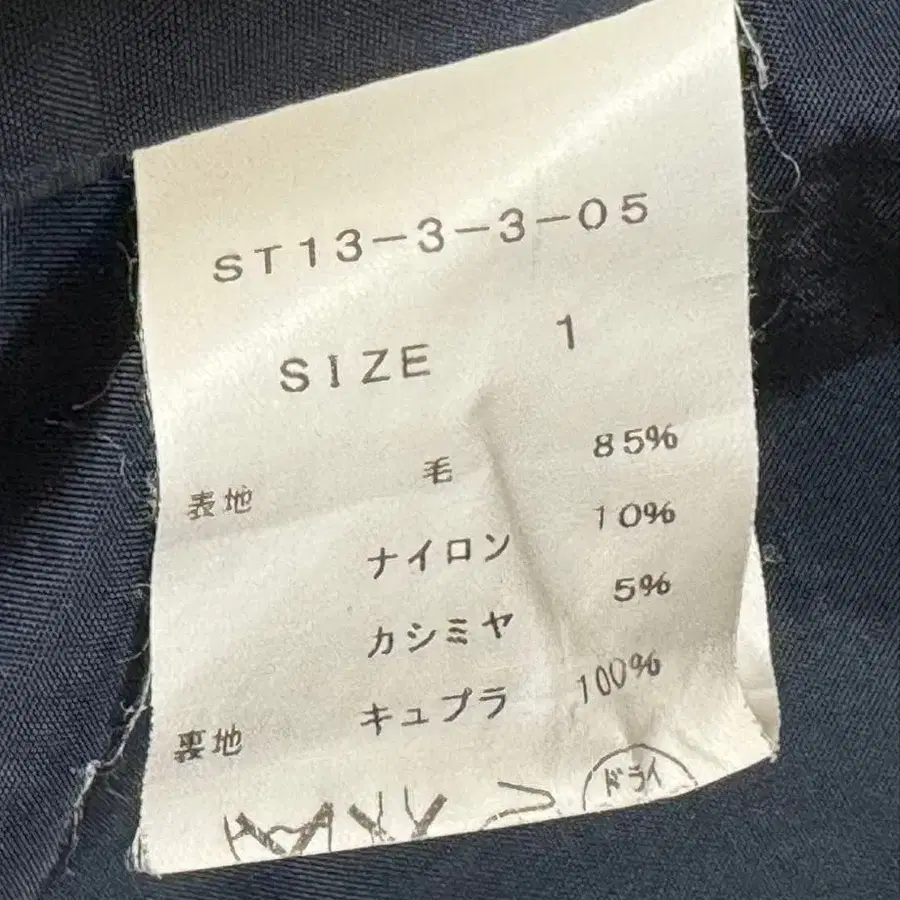 ST13-3-3-05
SIZE 1
表地 毛 85%
ナイロン 10%
カシミヤ 5%
裏地 キュプラ 100%
ドライ